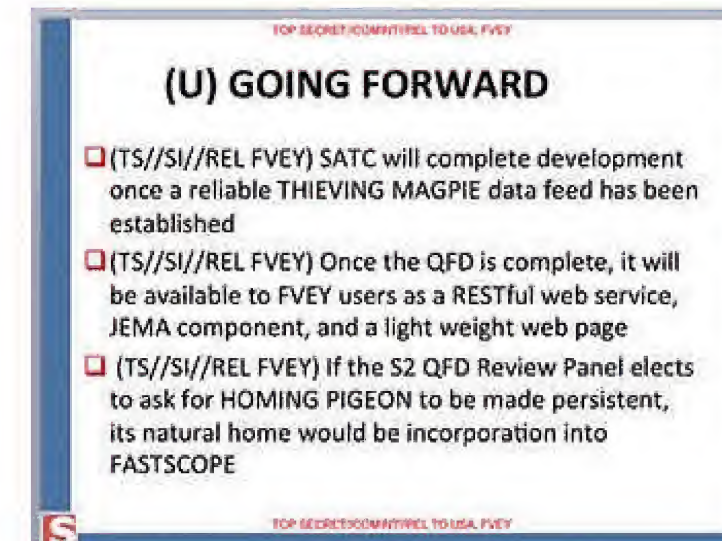 TOP SECRET//COMINT//REL TO USA, FVEY
(U) GOING FORWARD
(TS//SI//REL FVEY) SATC will complete development
once a reliable THIEVING MAGPIE data feed has been
established
(TS//SI//REL FVEY) Once the QFD is complete, it will
be available to FVEY users as a RESTful web service,
JEMA component, and a light weight web page
(TS//SI//REL FVEY) If the S2 QFD Review Panel elects
to ask for HOMING PIGEON to be made persistent,
its natural home would be incorporation into
FASTSCOPE
S
TOP SECRET//COMINT//REL TO USA, FVEY